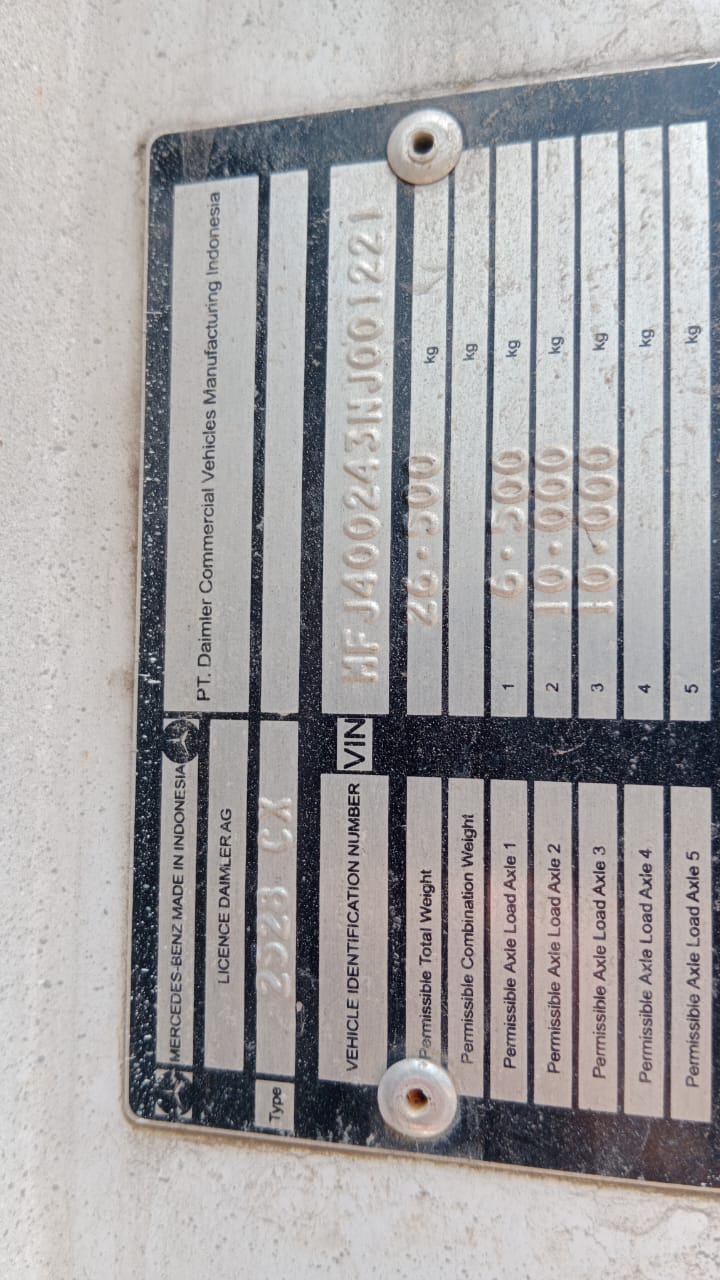 MERCEDES-BENZ MADE IN INDONESIA
LICENCE DAIMLER AG
PT. Daimler Commercial Vehicles Manufacturing Indonesia
Type 2528 CX
VEHICLE IDENTIFICATION NUMBER VIN MFJ400243NJ001221
Permissible Total Weight 26.500 kg
Permissible Combination Weight kg
Permissible Axle Load Axle 1 1 6.500 kg
Permissible Axle Load Axle 2 2 10.000 kg
Permissible Axle Load Axle 3 3 10.000 kg
Permissible Axle Load Axle 4 4 kg
Permissible Axle Load Axle 5 5 kg